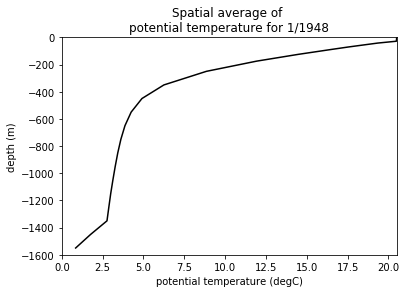 Spatial average of
potential temperature for 1/1948
0
−200
−400
−600
−800
−1000
−1200
−1400
−1600
depth (m)
0.0 2.5 5.0 7.5 10.0 12.5 15.0 17.5 20.0
potential temperature (degC)